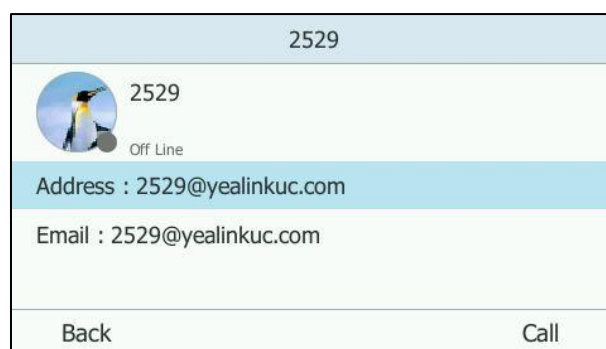 2529
2529
Off Line
Address : 2529@yealinkuc.com
Email : 2529@yealinkuc.com
Back Call